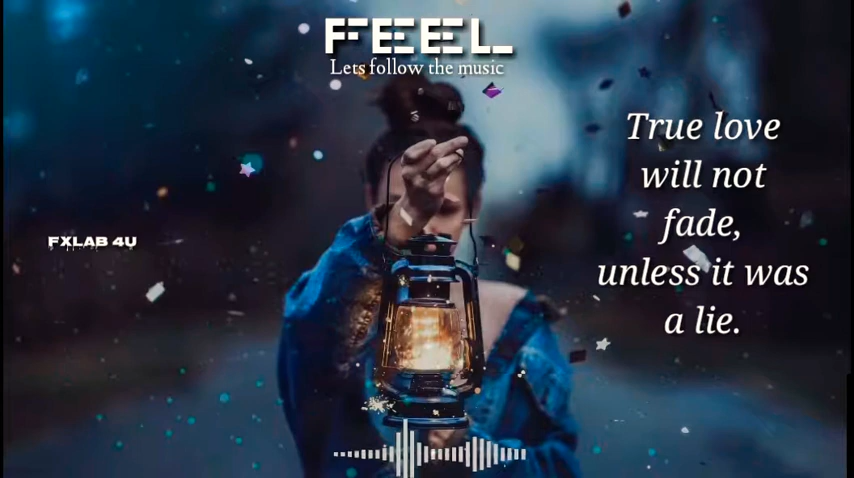 FEEL
Lets follow the music
True love
will not
fade,
unless it was
a lie.
FXLAB 4U